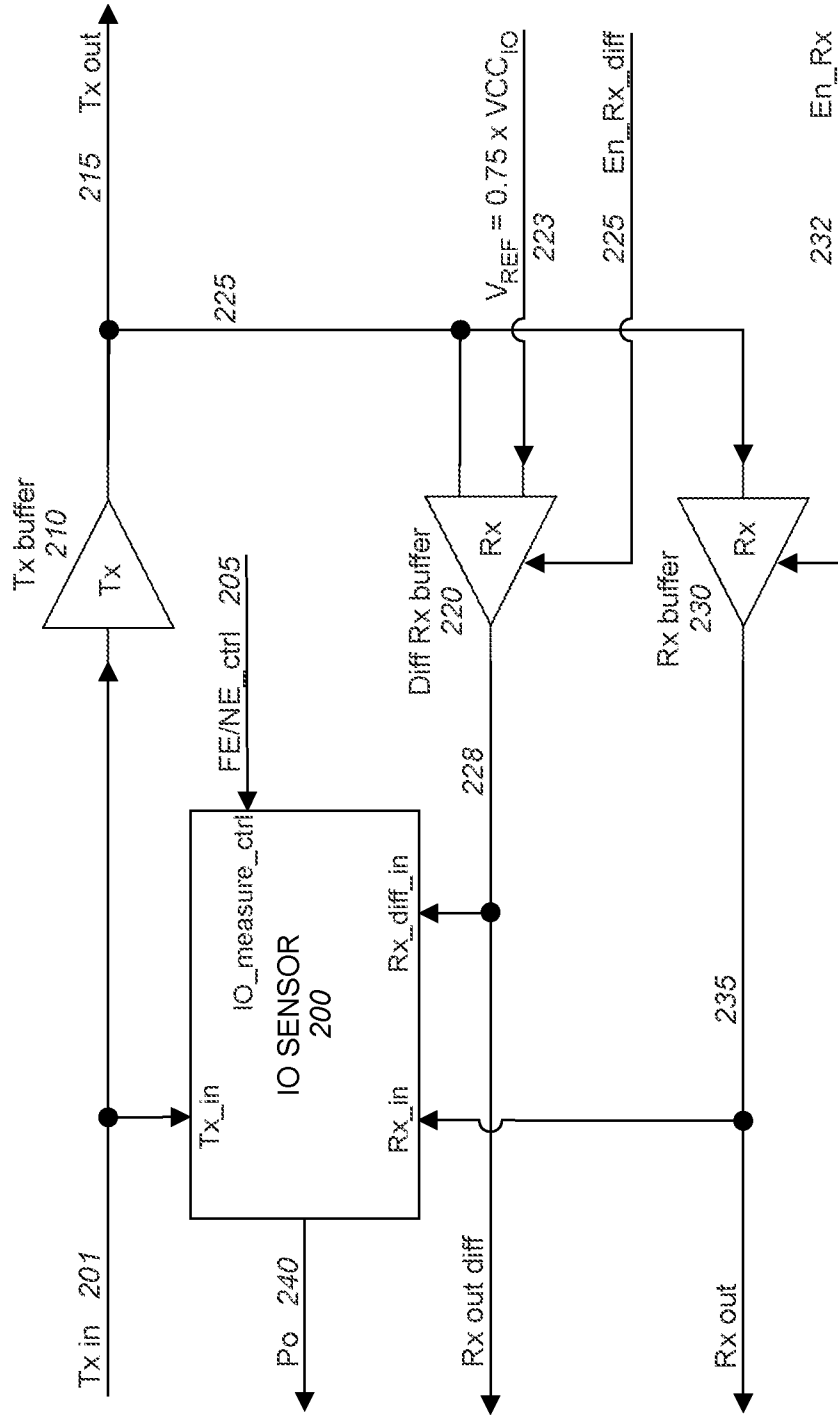 Tx in 201
Tx buffer
210
Tx
215 Tx out
225
Po 240
Tx_in
IO_measure_ctrl
IO SENSOR
200
Rx_in
Rx_diff_in
FE/NE_ctrl 205
Rx out diff
228
Diff Rx buffer
220
Rx
VREF = 0.75 x VCCIO
223
225 En_Rx_diff
Rx out
235
Rx buffer
230
Rx
232 En_Rx